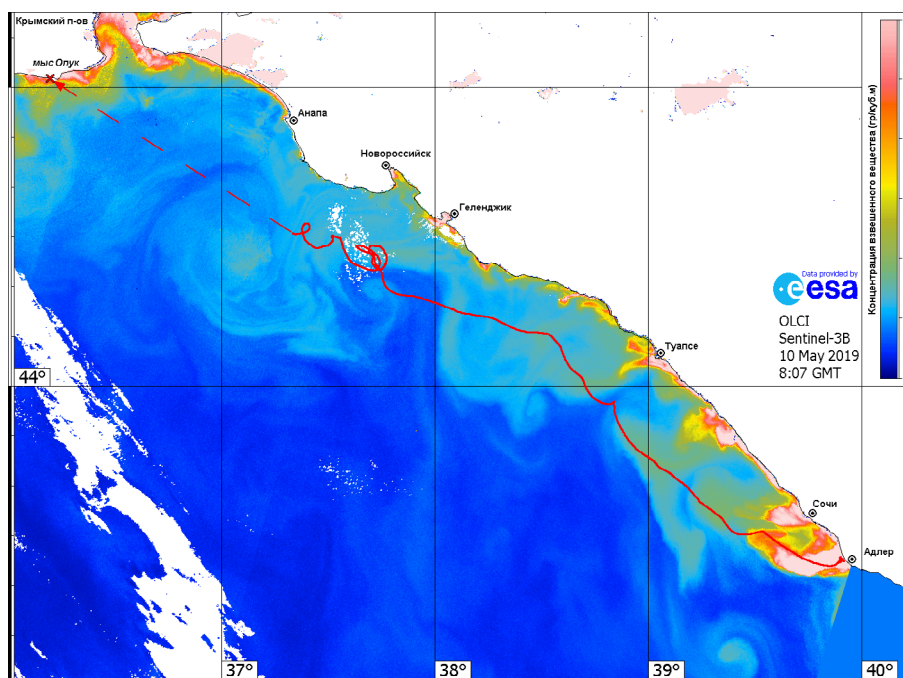 Крымский п-ов
мыс Опук
Анапа
Новороссийск
Геленджик
Концентрация взвешенного вещества (гр/куб.м)
Data provided by
esa
OLCI
Sentinel-3B
10 May 2019
8:07 GMT
Туапсе
44°
Сочи
Адлер
37°
38°
39°
40°